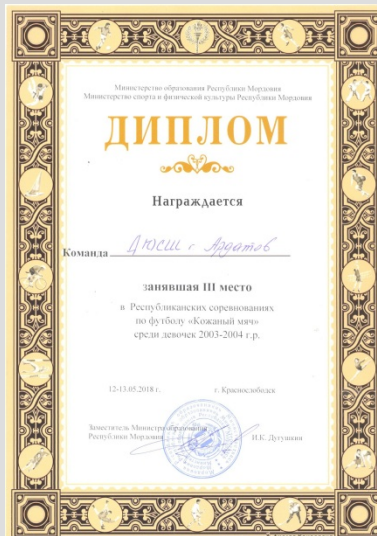 Министерство образования Республики Мордовия
Министерство спорта и физической культуры Республики Мордовия
ДИПЛОМ
Награждается
Команда ДЮСШ г Ардатов
занявшая III место
в Республиканских соревнованиях
по футболу «Кожаный мяч»
среди девочек 2003-2004 г.р.
12-13.05.2018 г. г. Краснослободск
Заместитель Министра образования
Республики Мордовия Н.К. Дугушкин